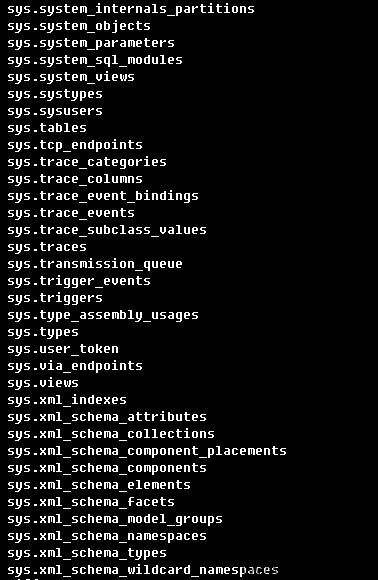 sys.system_internals_partitions
sys.system_objects
sys.system_parameters
sys.system_sql_modules
sys.system_views
sys.systypes
sys.sysusers
sys.tables
sys.tcp_endpoints
sys.trace_categories
sys.trace_columns
sys.trace_event_bindings
sys.trace_events
sys.trace_subclass_values
sys.traces
sys.transmission_queue
sys.trigger_events
sys.triggers
sys.type_assembly_usages
sys.types
sys.user_token
sys.via_endpoints
sys.views
sys.xml_indexes
sys.xml_schema_attributes
sys.xml_schema_collections
sys.xml_schema_component_placements
sys.xml_schema_components
sys.xml_schema_elements
sys.xml_schema_facets
sys.xml_schema_model_groups
sys.xml_schema_namespaces
sys.xml_schema_types
sys.xml_schema_wildcard_namespaces